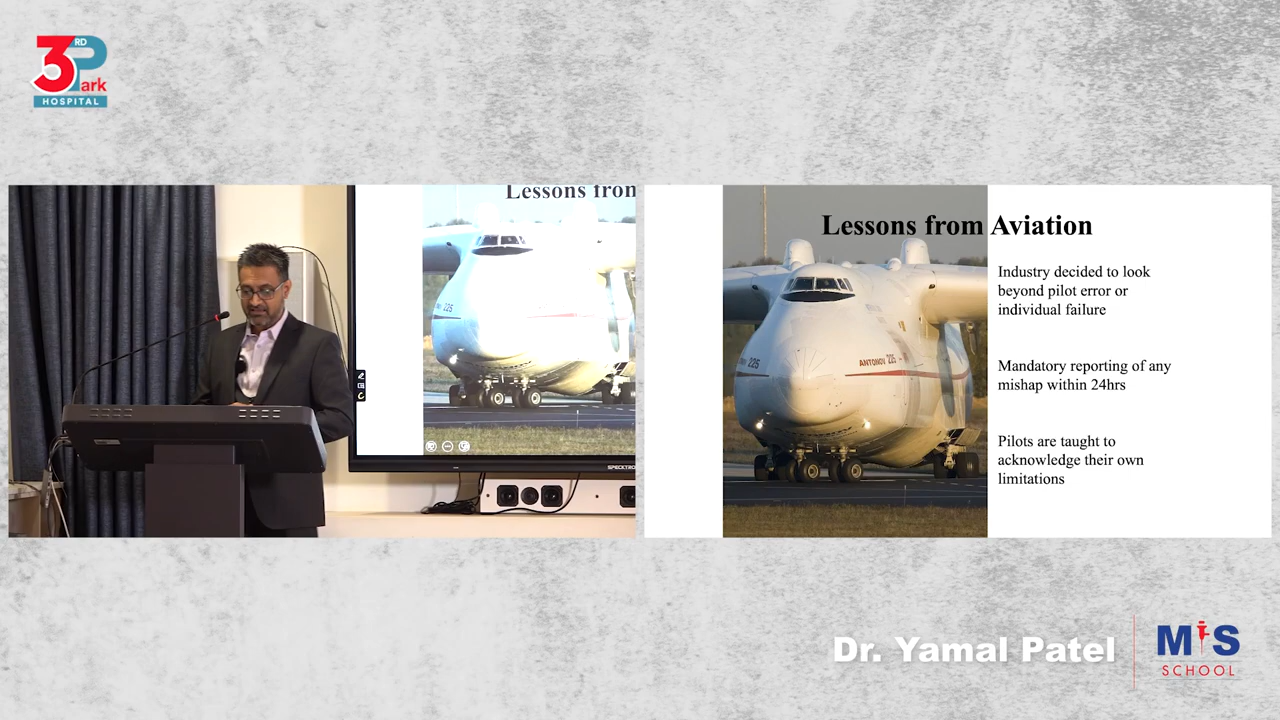 3RD Park
HOSPITAL
Lessons from
225
SPECKTRO
Lessons from Aviation
Industry decided to look
beyond pilot error or
individual failure
Mandatory reporting of any
mishap within 24hrs
Pilots are taught to
acknowledge their own
limitations
225
ANTONOV 225
Dr. Yamal Patel
MIS
SCHOOL